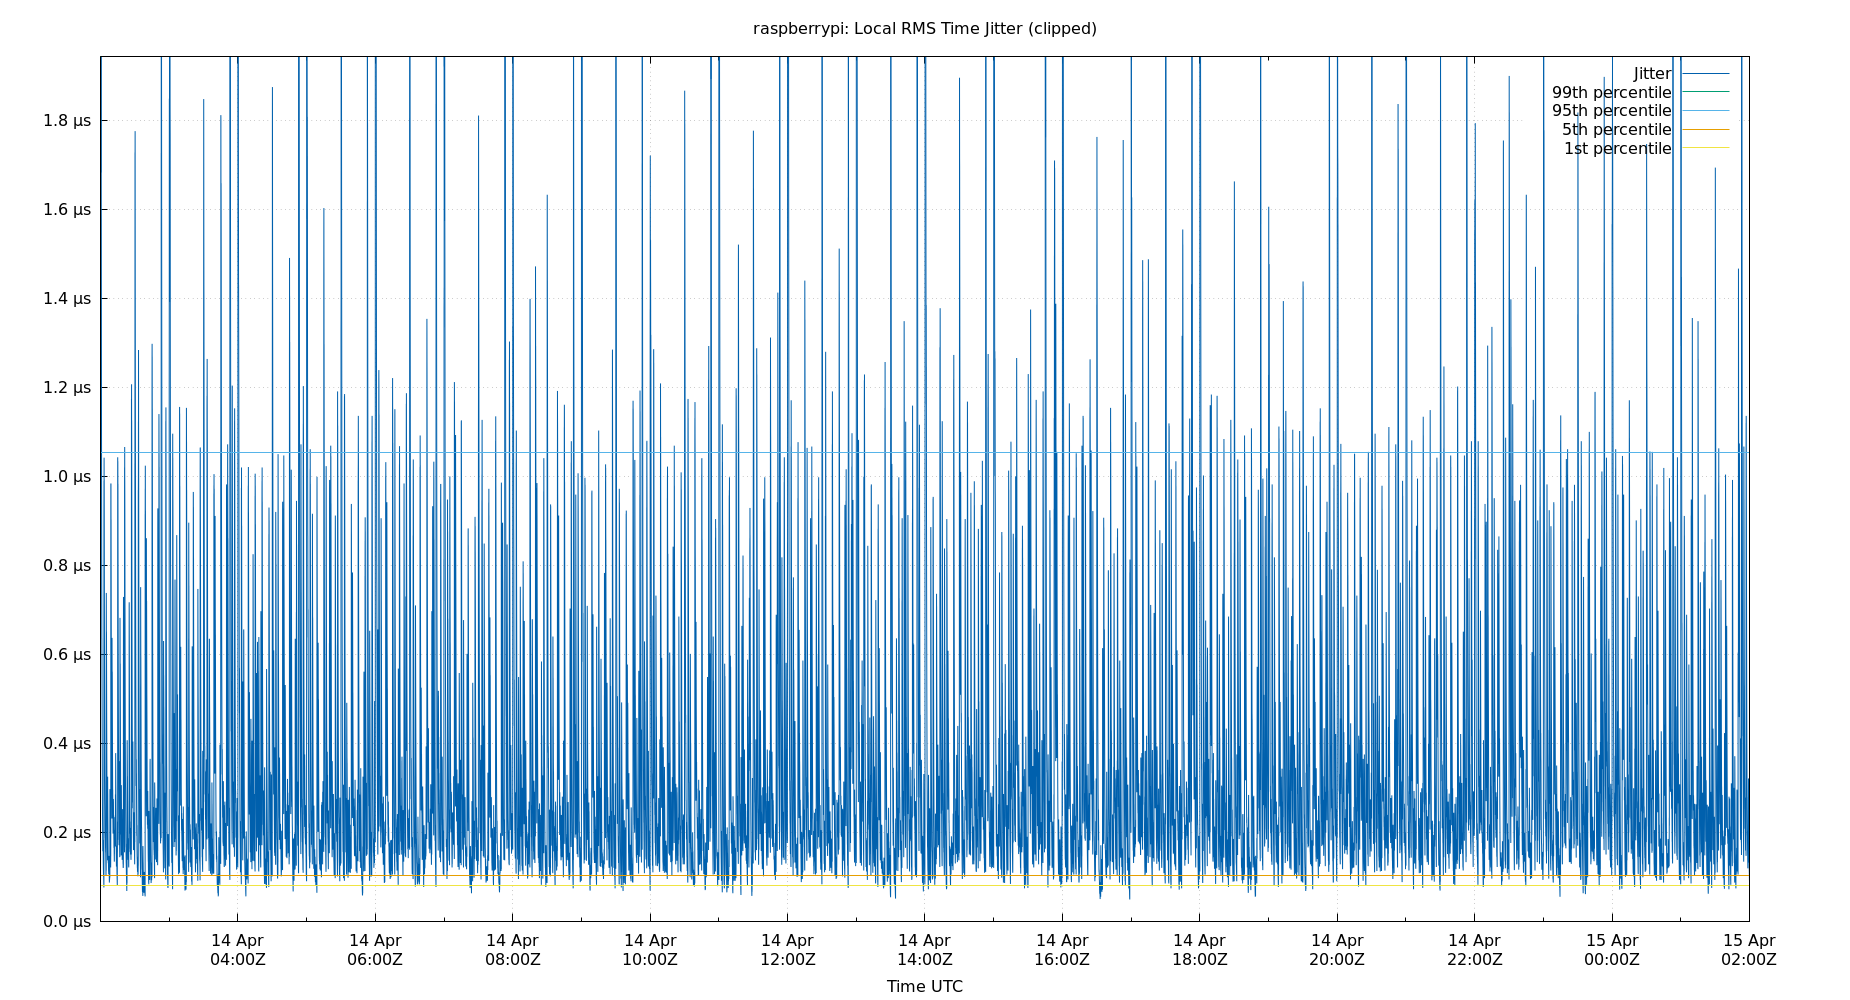 raspberrypi: Local RMS Time Jitter (clipped)
Jitter
99th percentile
95th percentile
5th percentile
1st percentile
1.8 μs
1.6 μs
1.4 μs
1.2 μs
1.0 μs
0.8 μs
0.6 μs
0.4 μs
0.2 μs
0.0 μs
14 Apr 14 Apr 14 Apr 14 Apr 14 Apr 14 Apr 14 Apr 14 Apr 14 Apr 14 Apr 15 Apr 15 Apr
04:00Z 06:00Z 08:00Z 10:00Z 12:00Z 14:00Z 16:00Z 18:00Z 20:00Z 22:00Z 00:00Z 02:00Z
Time UTC